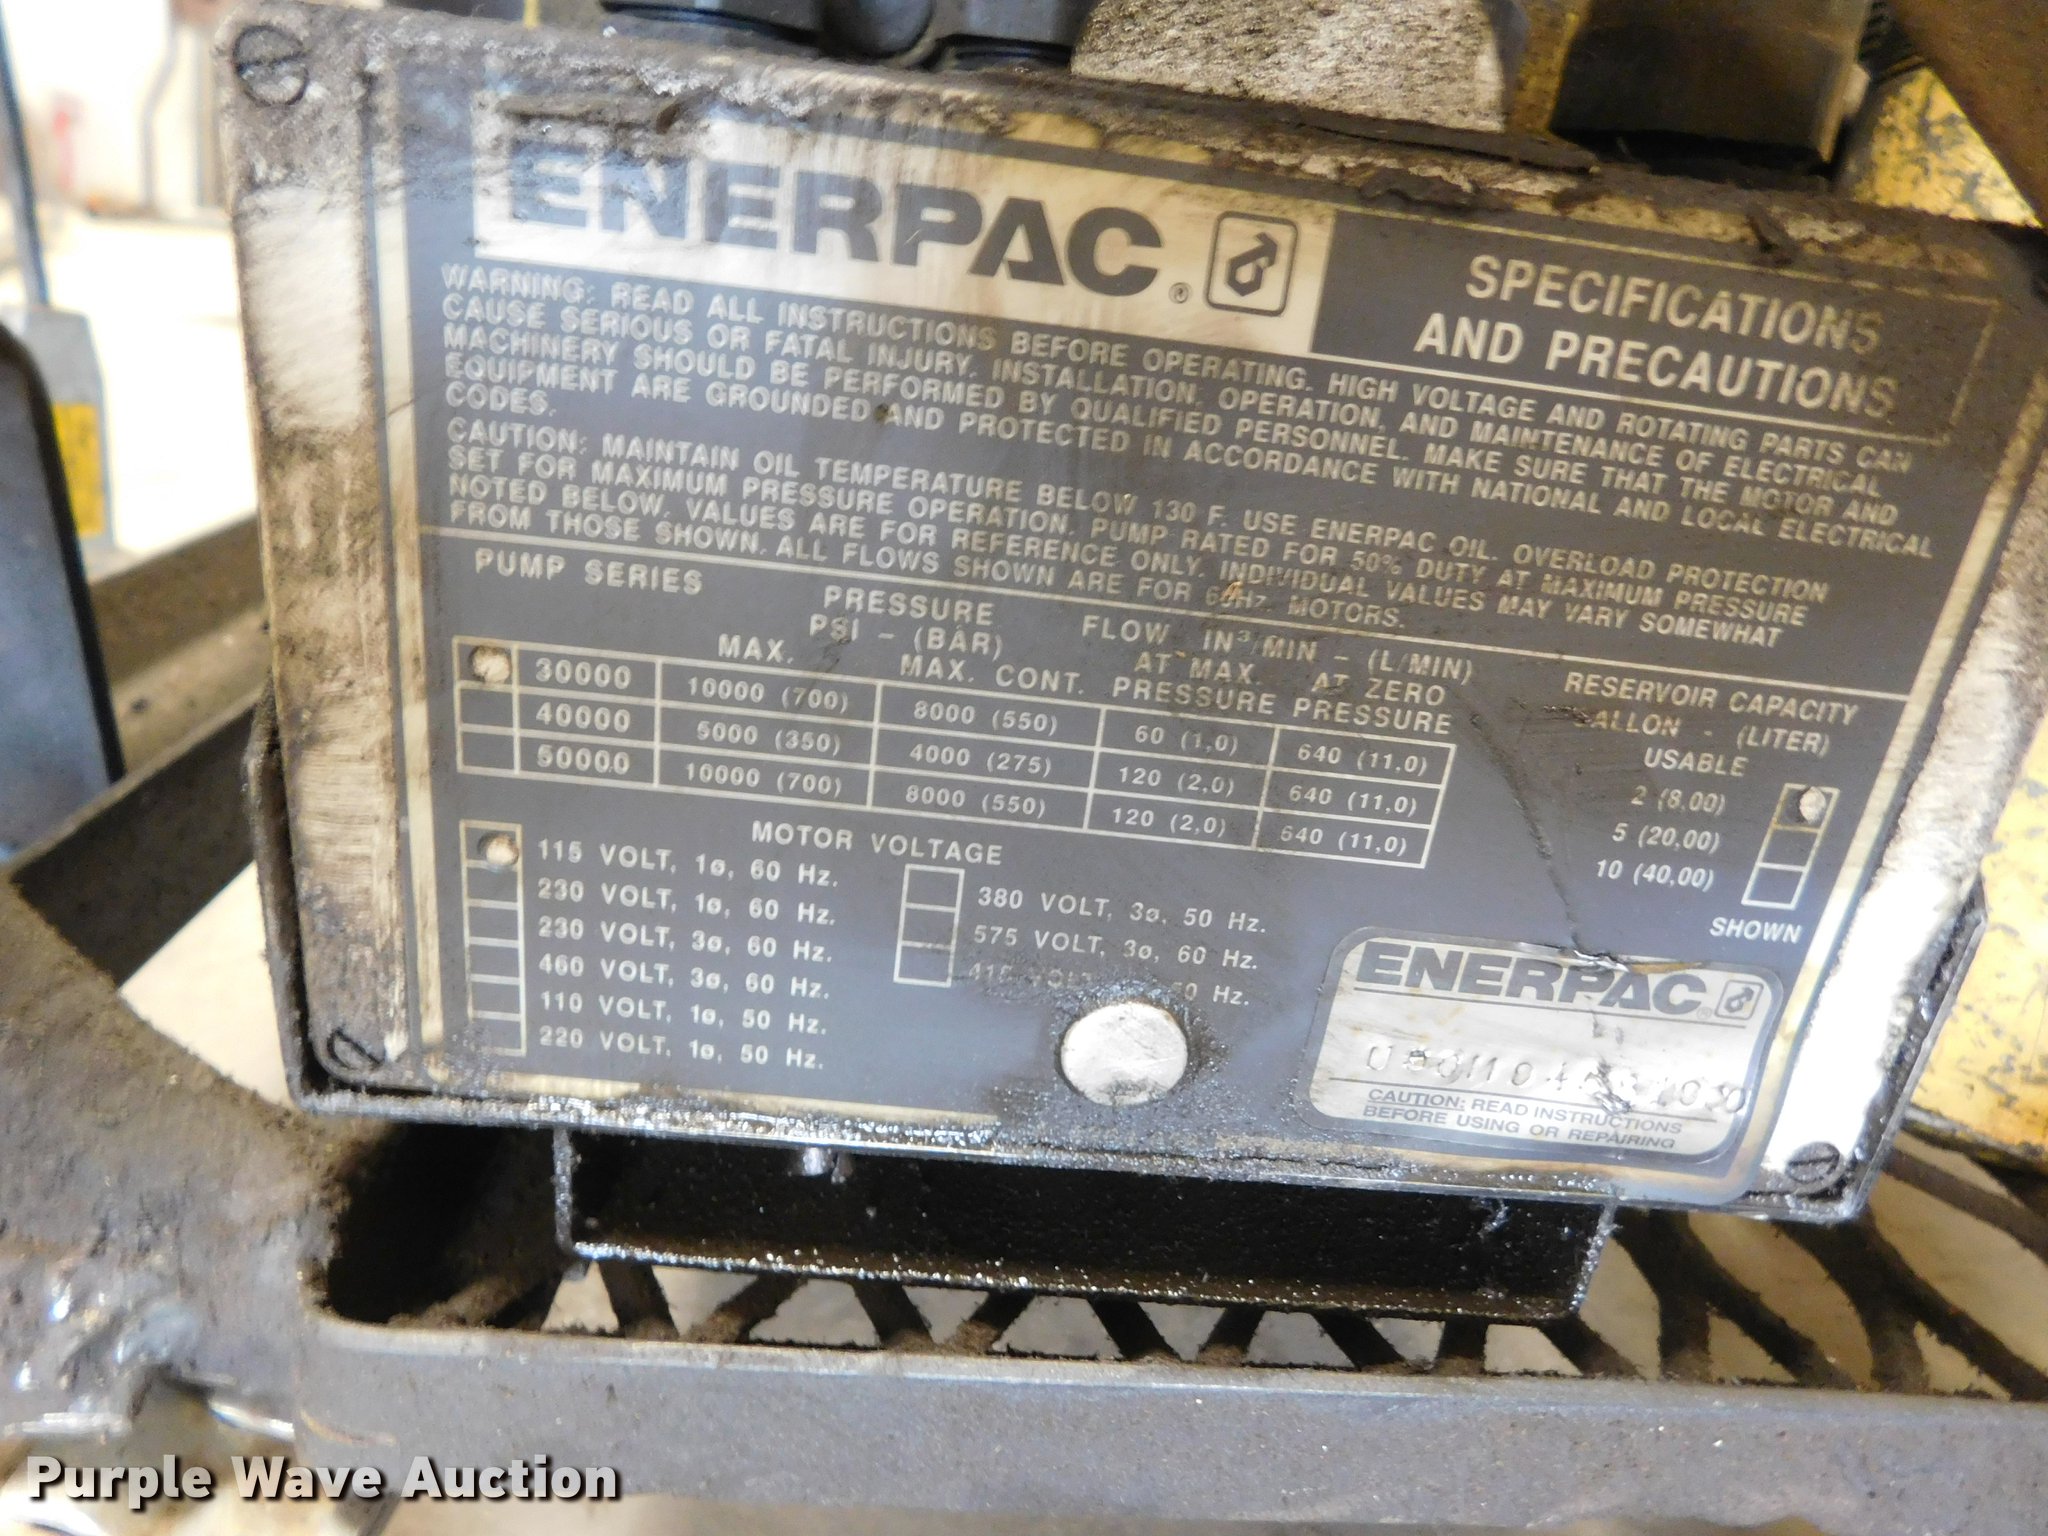 ENERPAC®
SPECIFICATIONS
AND PRECAUTIONS
WARNING: READ ALL INSTRUCTIONS BEFORE OPERATING. HIGH VOLTAGE AND ROTATING PARTS CAN
CAUSE SERIOUS OR FATAL INJURY. INSTALLATION, OPERATION, AND MAINTENANCE OF ELECTRICAL
MACHINERY SHOULD BE PERFORMED BY QUALIFIED PERSONNEL. MAKE SURE THAT THE MOTOR AND
EQUIPMENT ARE GROUNDED AND PROTECTED IN ACCORDANCE WITH NATIONAL AND LOCAL ELECTRICAL
CODES.
CAUTION: MAINTAIN OIL TEMPERATURE BELOW 130 F. USE ENERPAC OIL. OVERLOAD PROTECTION
SET FOR MAXIMUM PRESSURE OPERATION. PUMP RATED FOR 50% DUTY AT MAXIMUM PRESSURE
NOTED BELOW. VALUES ARE FOR REFERENCE ONLY. INDIVIDUAL VALUES MAY VARY SOMEWHAT
FROM THOSE SHOWN. ALL FLOWS SHOWN ARE FOR 60Hz. MOTORS.
PUMP SERIES
PRESSURE
PSI - (BAR)
MAX. MAX. CONT.
FLOW IN³/MIN - (L/MIN)
AT MAX. AT ZERO
PRESSURE PRESSURE
30000 10000 (700) 8000 (550) 60 (1,0) 640 (11,0)
40000 5000 (350) 4000 (275) 120 (2,0) 640 (11,0)
50000 10000 (700) 8000 (550) 120 (2,0) 640 (11,0)
RESERVOIR CAPACITY
GALLON - (LITER)
USABLE
2 (8,00)
5 (20,00)
10 (40,00)
SHOWN
MOTOR VOLTAGE
115 VOLT, 1ø, 60 Hz.
230 VOLT, 1ø, 60 Hz.
230 VOLT, 3ø, 60 Hz.
460 VOLT, 3ø, 60 Hz.
110 VOLT, 1ø, 50 Hz.
220 VOLT, 1ø, 50 Hz.
380 VOLT, 3ø, 50 Hz.
575 VOLT, 3ø, 60 Hz.
VOLT 50 Hz.
ENERPAC®
CAUTION: READ INSTRUCTIONS
BEFORE USING OR REPAIRING
Purple Wave Auction